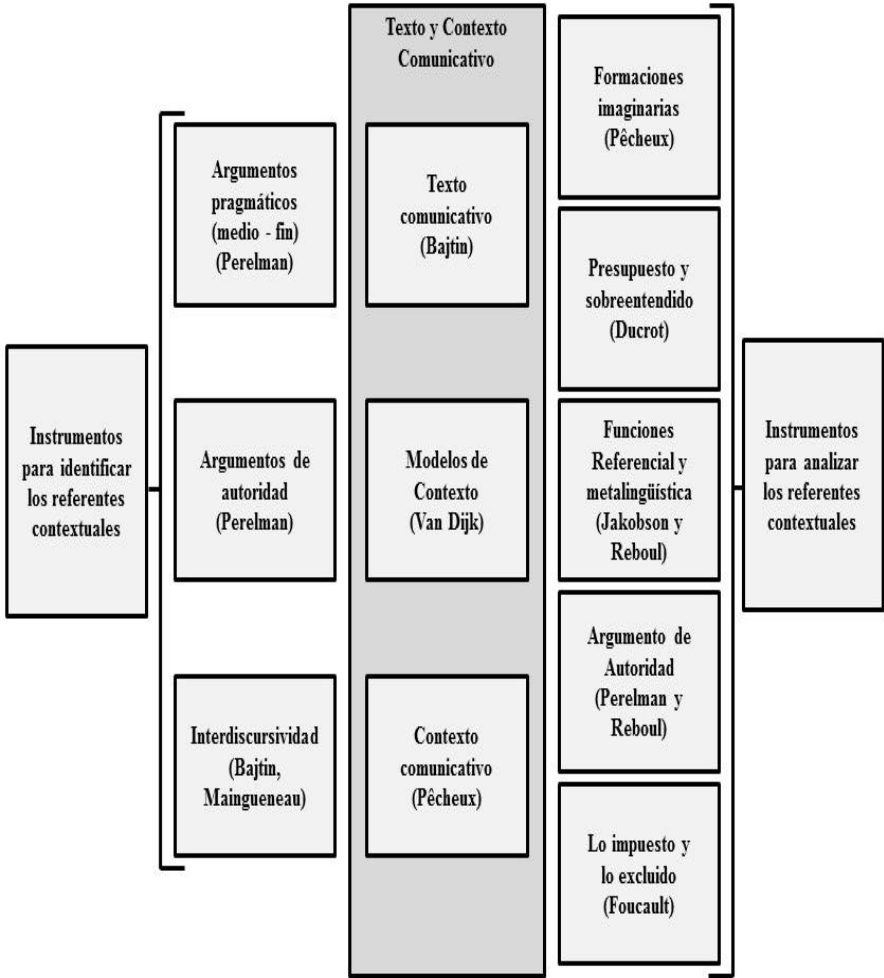 Instrumentos
para identificar
los referentes
contextuales
Argumentos
pragmáticos
(medio - fin)
(Perelman)
Argumentos de
autoridad
(Perelman)
Interdiscursividad
(Bajtin,
Maingueneau)
Texto y Contexto
Comunicativo
Texto
comunicativo
(Bajtin)
Modelos de
Contexto
(Van Dijk)
Contexto
comunicativo
(Pêcheux)
Formaciones
imaginarias
(Pêcheux)
Presupuesto y
sobreentendido
(Ducrot)
Funciones
Referencial y
metalingüística
(Jakobson y
Reboul)
Argumento de
Autoridad
(Perelman y
Reboul)
Lo impuesto y
lo excluido
(Foucault)
Instrumentos
para analizar
los referentes
contextuales